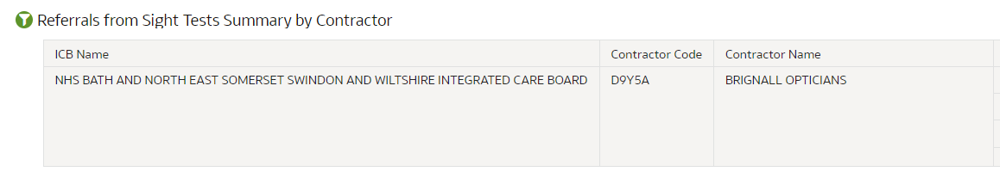 Referrals from Sight Tests Summary by Contractor
ICB Name Contractor Code Contractor Name
NHS BATH AND NORTH EAST SOMERSET SWINDON AND WILTSHIRE INTEGRATED CARE BOARD D9Y5A BRIGNALL OPTICIANS